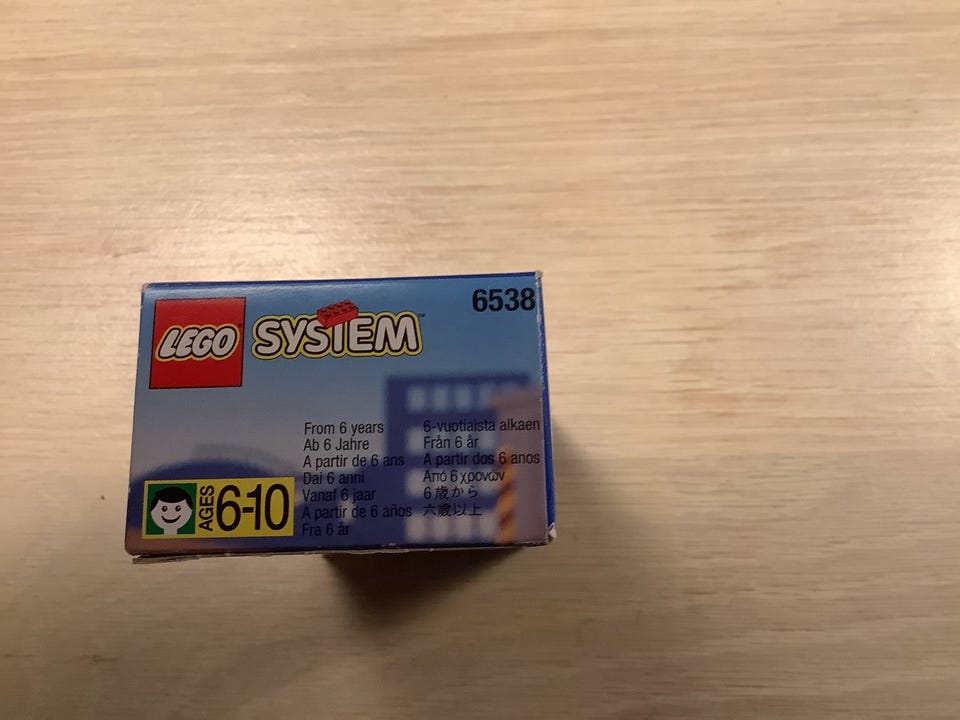 6538
LEGO SYSTEM™
From 6 years
Ab 6 Jahre
A partir de 6 ans
Dai 6 anni
Vanaf 6 jaar
A partir de 6 años
Fra 6 år
6-vuotiaista alkaen
Från 6 år
A partir dos 6 anos
Από 6 χρονών
6 歳から
六歲以上
AGES 6-10